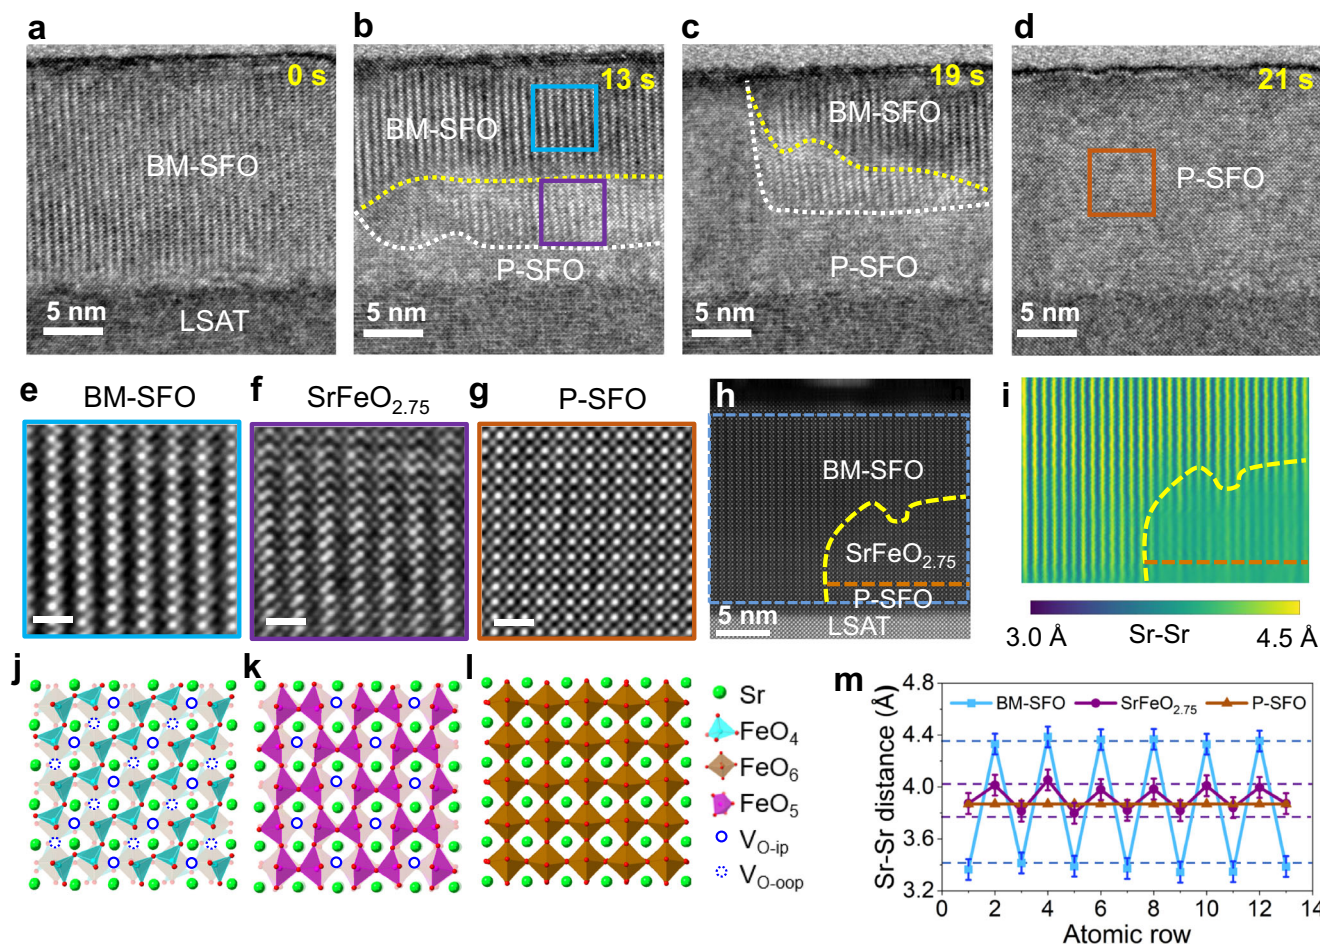 a
b
c
d
0 s
13 s
19 s
21 s
BM-SFO
BM-SFO
BM-SFO
P-SFO
P-SFO
P-SFO
5 nm
5 nm
5 nm
5 nm
LSAT
e
BM-SFO
f
SrFeO2.75
g
P-SFO
h
BM-SFO
SrFeO2.75
P-SFO
5 nm
LSAT
i
3.0 Å
Sr-Sr
4.5 Å
j
k
l
Sr
FeO4
FeO6
FeO5
VO-ip
VO-oop
m
BM-SFO
SrFeO2.75
P-SFO
Sr-Sr distance (Å)
4.8
4.4
4.0
3.6
3.2
0 2 4 6 8 10 12 14
Atomic row